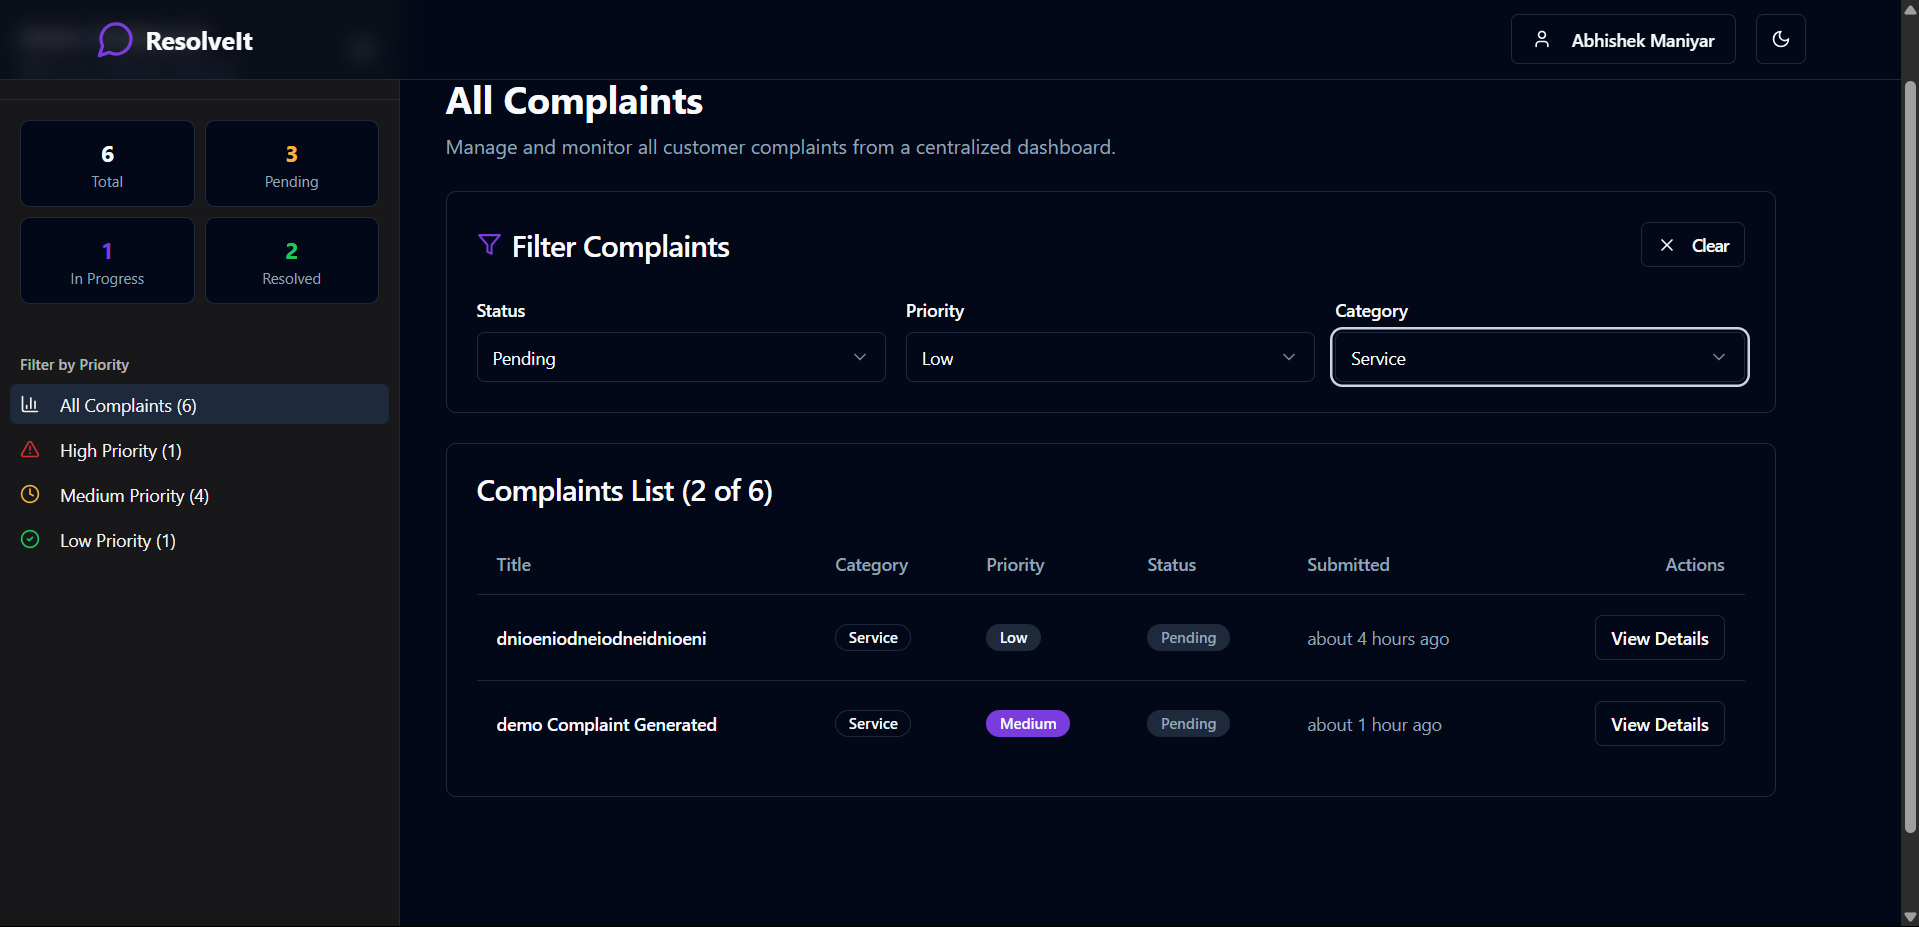 ResolveIt
Abhishek Maniyar
6
Total
3
Pending
1
In Progress
2
Resolved
Filter by Priority
All Complaints (6)
High Priority (1)
Medium Priority (4)
Low Priority (1)
All Complaints
Manage and monitor all customer complaints from a centralized dashboard.
Filter Complaints
Clear
Status
Priority
Category
Pending
Low
Service
Complaints List (2 of 6)
Title Category Priority Status Submitted Actions
dnioeniodneiodneidnioeni Service Low Pending about 4 hours ago View Details
demo Complaint Generated Service Medium Pending about 1 hour ago View Details